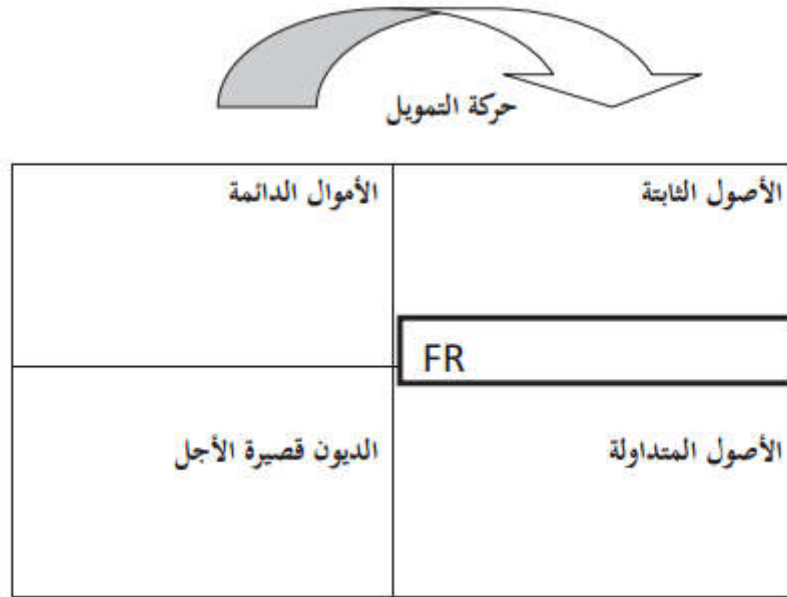 حركة التمويل
الأصول الثابتة
الأموال الدائمة
FR
الأصول المتداولة
الديون قصيرة الأجل